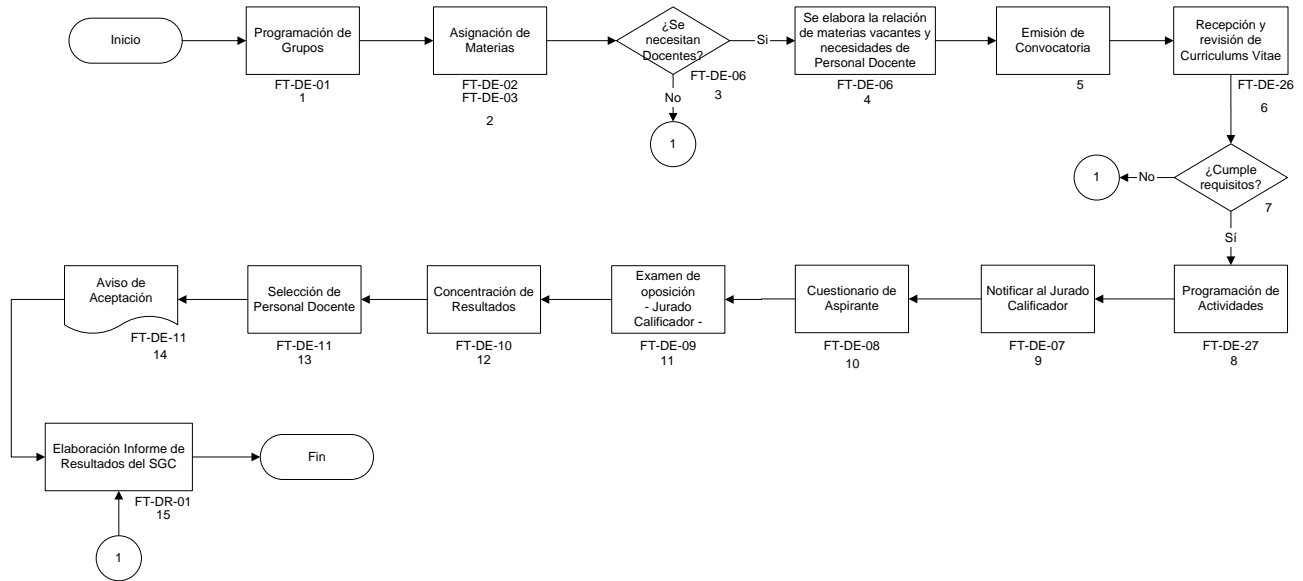 Inicio
Programación de
Grupos
FT-DE-01
1
Asignación de
Materias
FT-DE-02
FT-DE-03
2
¿Se
necesitan
Docentes?
FT-DE-06
3
Si
No
1
Se elabora la relación
de materias vacantes y
necesidades de
Personal Docente
FT-DE-06
4
Emisión de
Convocatoria
5
Recepción y
revisión de
Curriculums Vitae
FT-DE-26
6
¿Cumple
requisitos?
7
No
1
Sí
Programación de
Actividades
FT-DE-27
8
Notificar al Jurado
Calificador
FT-DE-07
9
Cuestionario de
Aspirante
FT-DE-08
10
Examen de
oposición
- Jurado
Calificador -
FT-DE-09
11
Concentración de
Resultados
FT-DE-10
12
Selección de
Personal Docente
FT-DE-11
13
Aviso de
Aceptación
FT-DE-11
14
Elaboración Informe de
Resultados del SGC
FT-DR-01
15
1
Fin